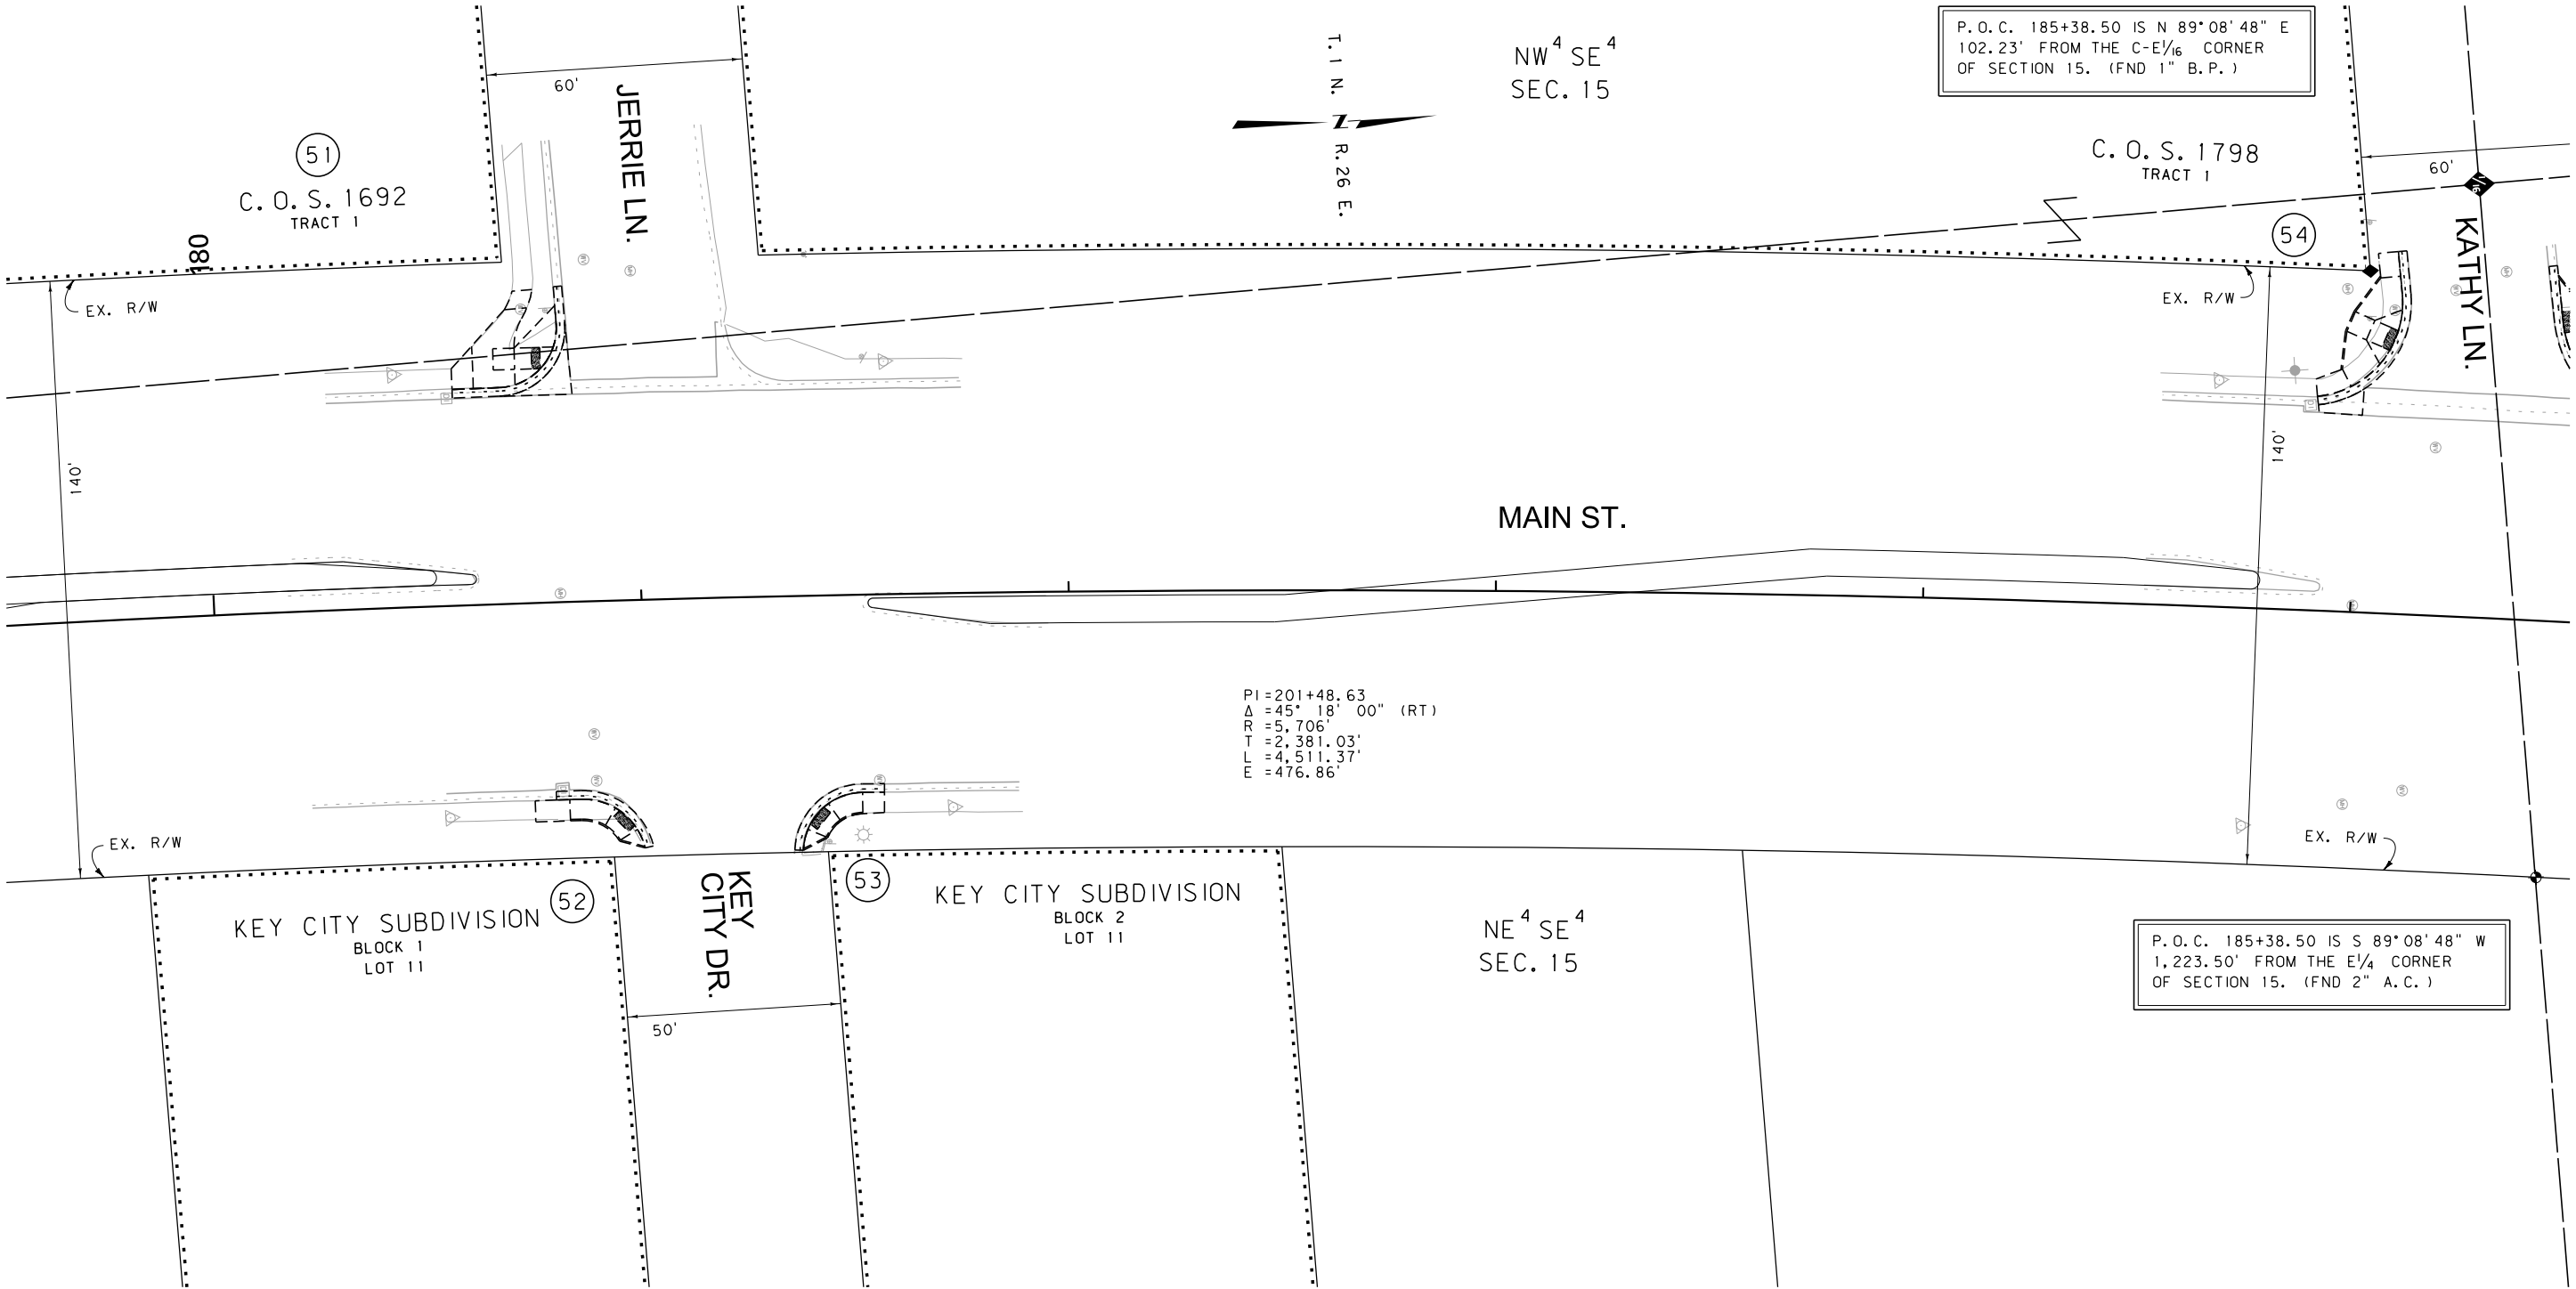 60'
JERRIE LN.
51
C.O.S. 1692
TRACT 1
180
EX. R/W
140'
T. 1 N.
Z
R. 26 E.
NW⁴ SE⁴
SEC. 15
P.O.C. 185+38.50 IS N 89°08'48" E
102.23' FROM THE C-E1/16 CORNER
OF SECTION 15. (FND 1" B.P.)
C.O.S. 1798
TRACT 1
60'
1/16
54
KATHY LN.
EX. R/W
140'
MAIN ST.
PI =201+48.63
Δ =45° 18' 00" (RT)
R =5,706'
T =2,381.03'
L =4,511.37'
E =476.86'
EX. R/W
KEY CITY SUBDIVISION
BLOCK 1
LOT 11
52
KEY
CITY DR.
50'
53
KEY CITY SUBDIVISION
BLOCK 2
LOT 11
NE⁴ SE⁴
SEC. 15
EX. R/W
P.O.C. 185+38.50 IS S 89°08'48" W
1,223.50' FROM THE E1/4 CORNER
OF SECTION 15. (FND 2" A.C.)